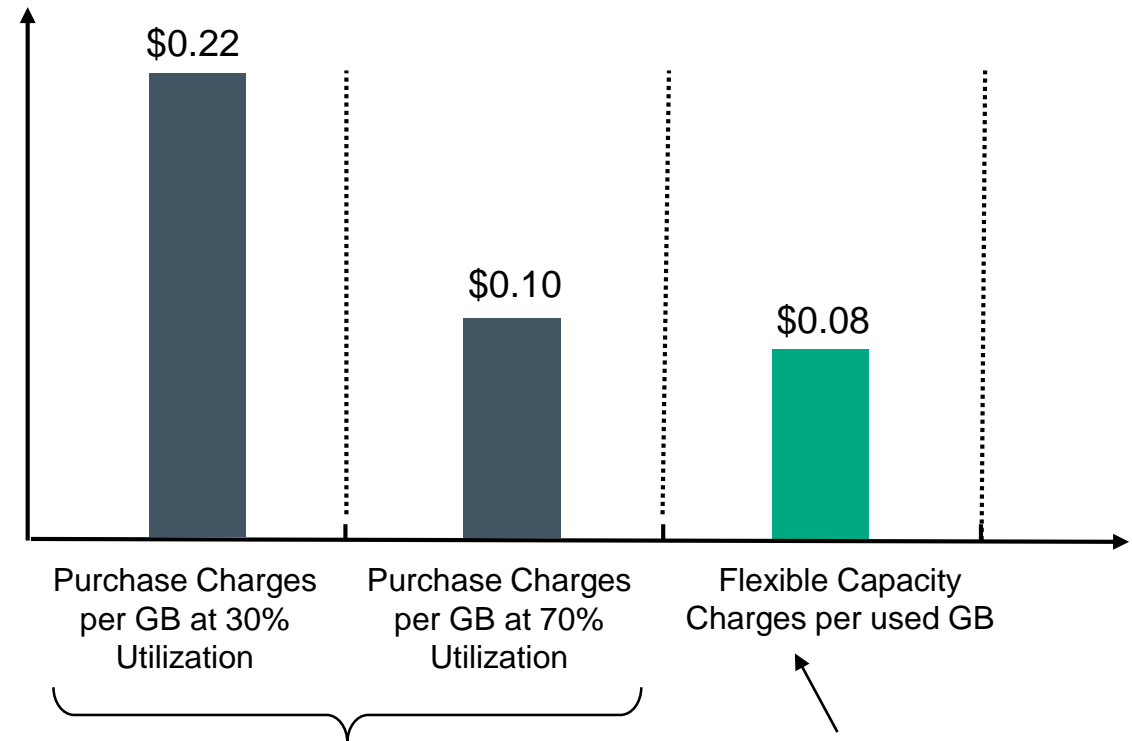 $0.22
$0.10
$0.08
Purchase Charges
per GB at 30%
Utilization
Purchase Charges
per GB at 70%
Utilization
Flexible Capacity
Charges per used GB